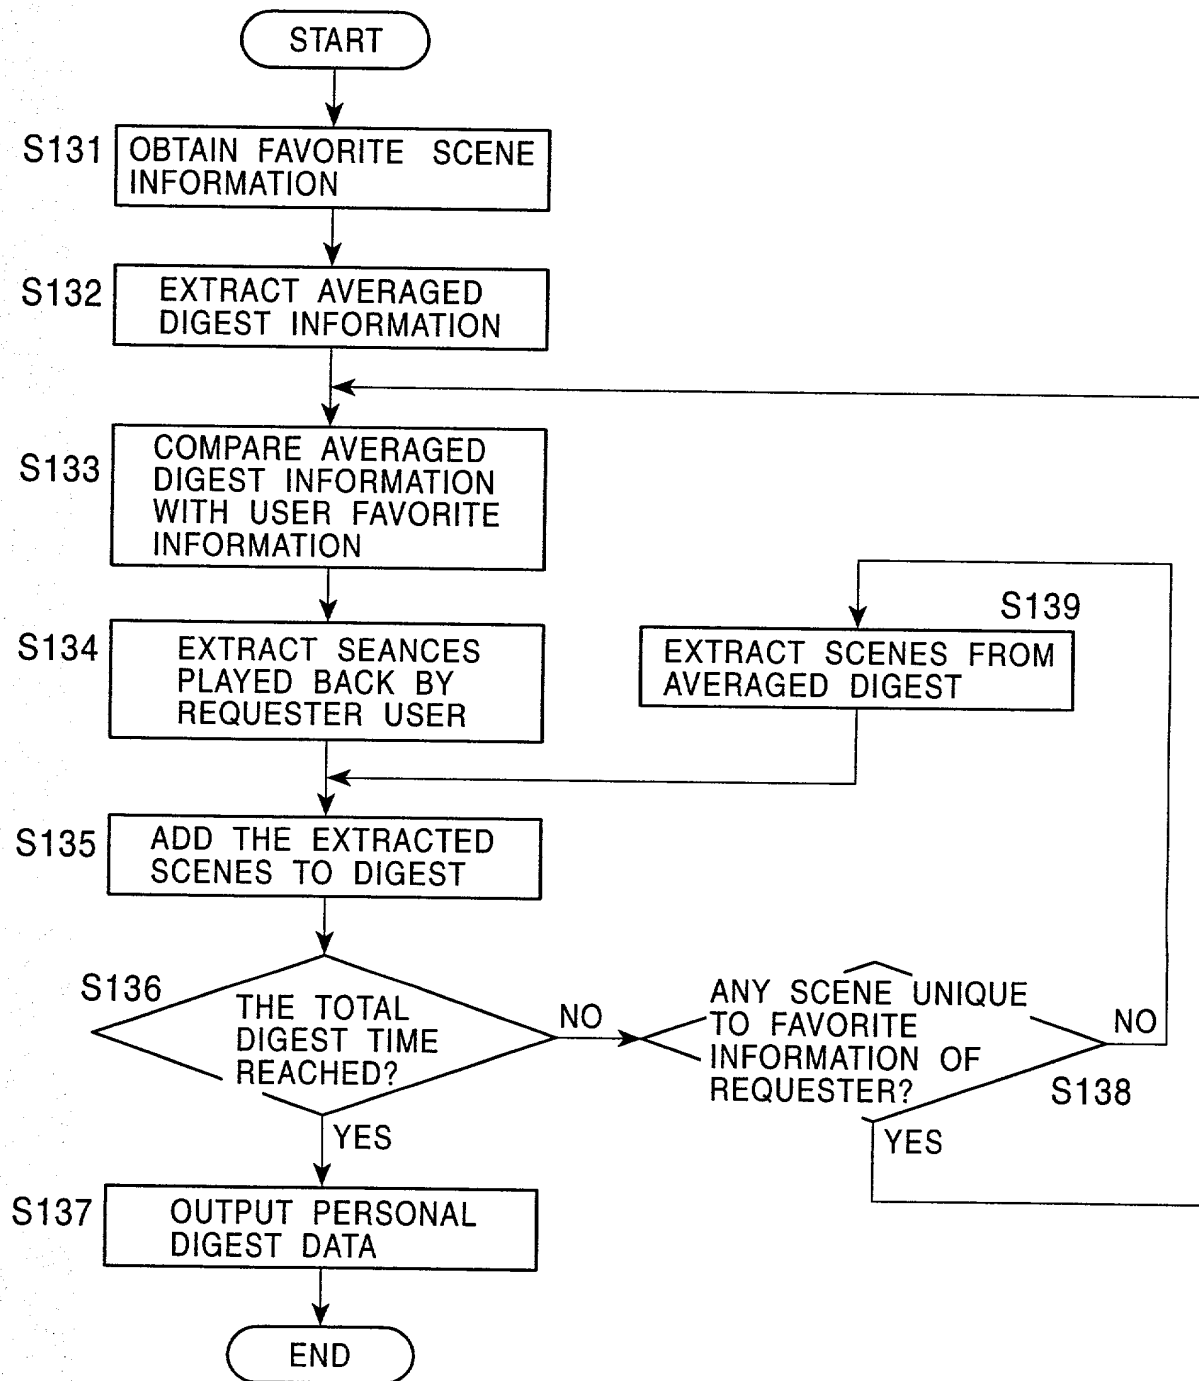 START
S131
OBTAIN FAVORITE SCENE
INFORMATION
S132
EXTRACT AVERAGED
DIGEST INFORMATION
S133
COMPARE AVERAGED
DIGEST INFORMATION
WITH USER FAVORITE
INFORMATION
S134
EXTRACT SEANCES
PLAYED BACK BY
REQUESTER USER
S139
EXTRACT SCENES FROM
AVERAGED DIGEST
S135
ADD THE EXTRACTED
SCENES TO DIGEST
S136
THE TOTAL
DIGEST TIME
REACHED?
NO
YES
ANY SCENE UNIQUE
TO FAVORITE
INFORMATION OF
REQUESTER?
NO
S138
YES
S137
OUTPUT PERSONAL
DIGEST DATA
END